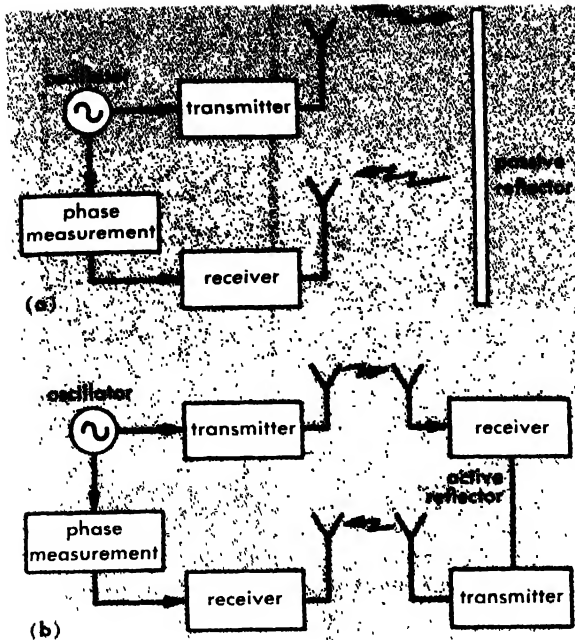 oscillator
transmitter
passive
reflector
phase
measurement
receiver
(a)
oscillator
transmitter
receiver
active
reflector
phase
measurement
receiver
transmitter
(b)